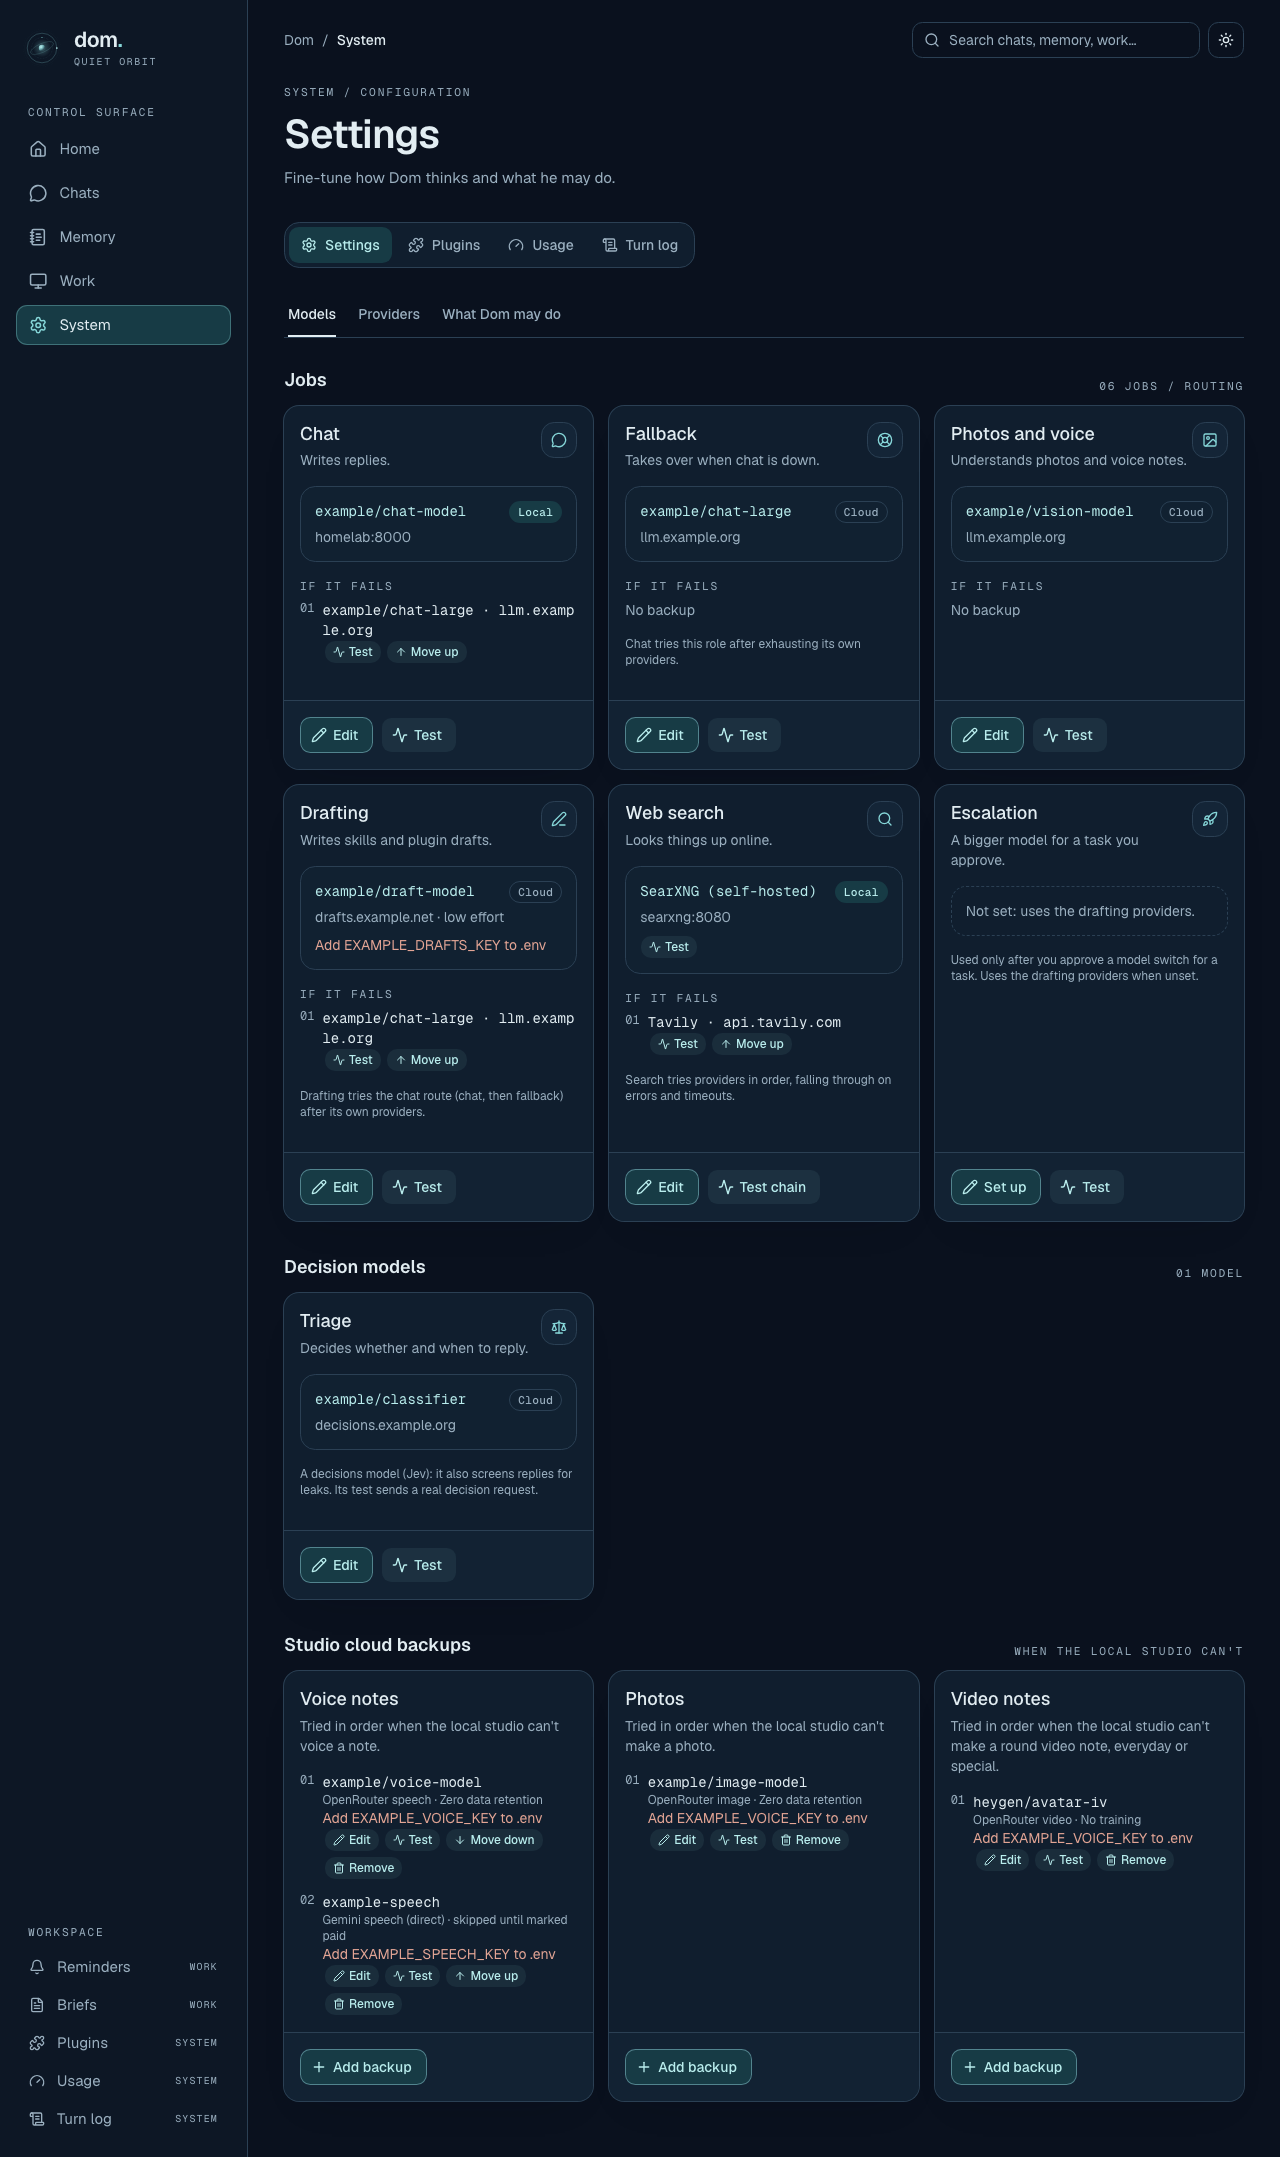 dom.
QUIET ORBIT
CONTROL SURFACE
Home
Chats
Memory
Work
System
WORKSPACE
Reminders WORK
Briefs WORK
Plugins SYSTEM
Usage SYSTEM
Turn log SYSTEM
Dom / System
Search chats, memory, work…
SYSTEM / CONFIGURATION
Settings
Fine-tune how Dom thinks and what he may do.
Settings Plugins Usage Turn log
Models Providers What Dom may do
Jobs
06 JOBS / ROUTING
Chat
Writes replies.
example/chat-model Local
homelab:8000
IF IT FAILS
01 example/chat-large · llm.examp
le.org
Test Move up
Edit Test
Fallback
Takes over when chat is down.
example/chat-large Cloud
llm.example.org
IF IT FAILS
No backup
Chat tries this role after exhausting its own
providers.
Edit Test
Photos and voice
Understands photos and voice notes.
example/vision-model Cloud
llm.example.org
IF IT FAILS
No backup
Edit Test
Drafting
Writes skills and plugin drafts.
example/draft-model Cloud
drafts.example.net · low effort
Add EXAMPLE_DRAFTS_KEY to .env
IF IT FAILS
01 example/chat-large · llm.examp
le.org
Test Move up
Drafting tries the chat route (chat, then fallback)
after its own providers.
Edit Test
Web search
Looks things up online.
SearXNG (self-hosted) Local
searxng:8080
Test
IF IT FAILS
01 Tavily · api.tavily.com
Test Move up
Search tries providers in order, falling through on
errors and timeouts.
Edit Test chain
Escalation
A bigger model for a task you
approve.
Not set: uses the drafting providers.
Used only after you approve a model switch for a
task. Uses the drafting providers when unset.
Set up Test
Decision models
01 MODEL
Triage
Decides whether and when to reply.
example/classifier Cloud
decisions.example.org
A decisions model (Jev): it also screens replies for
leaks. Its test sends a real decision request.
Edit Test
Studio cloud backups
WHEN THE LOCAL STUDIO CAN'T
Voice notes
Tried in order when the local studio can't
voice a note.
01 example/voice-model
OpenRouter speech · Zero data retention
Add EXAMPLE_VOICE_KEY to .env
Edit Test Move down
Remove
02 example-speech
Gemini speech (direct) · skipped until marked
paid
Add EXAMPLE_SPEECH_KEY to .env
Edit Test Move up
Remove
Add backup
Photos
Tried in order when the local studio can't
make a photo.
01 example/image-model
OpenRouter image · Zero data retention
Add EXAMPLE_VOICE_KEY to .env
Edit Test Remove
Add backup
Video notes
Tried in order when the local studio can't
make a round video note, everyday or
special.
01 heygen/avatar-iv
OpenRouter video · No training
Add EXAMPLE_VOICE_KEY to .env
Edit Test Remove
Add backup